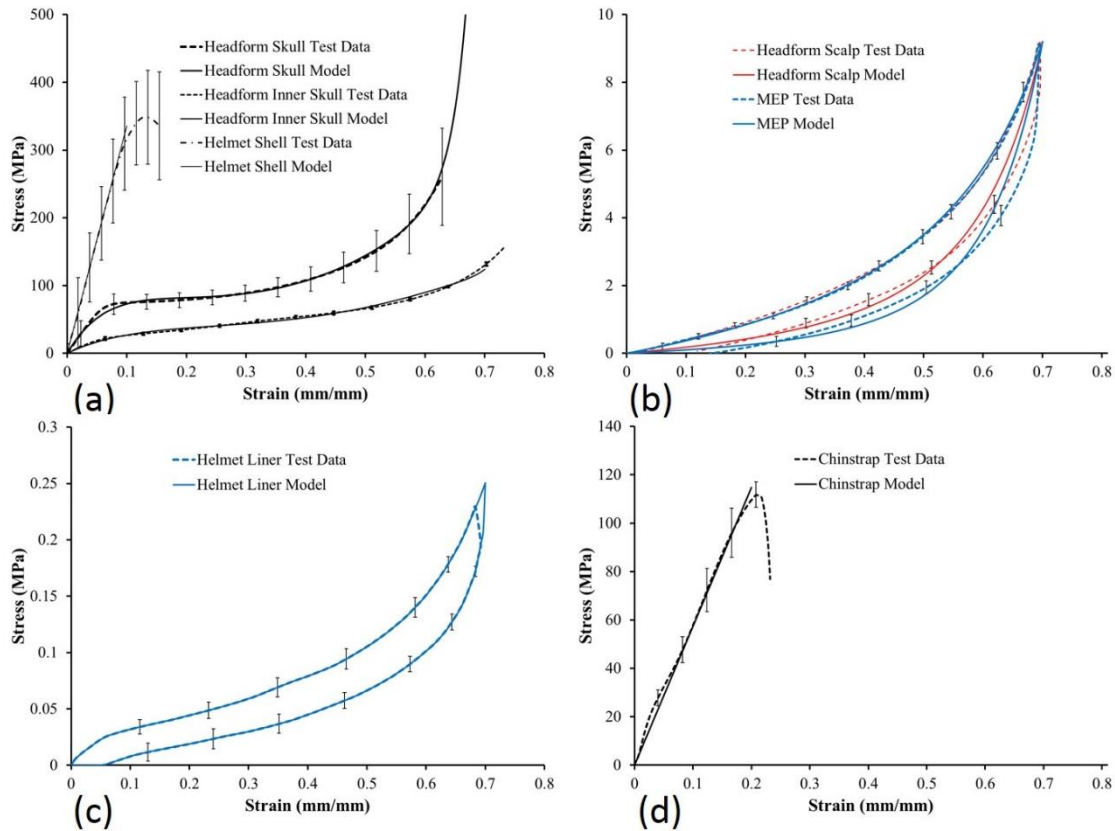 500
400
300
200
100
0
Stress (MPa)
Headform Skull Test Data
Headform Skull Model
Headform Inner Skull Test Data
Headform Inner Skull Model
Helmet Shell Test Data
Helmet Shell Model
0 0.1 0.2 0.3 0.4 0.5 0.6 0.7 0.8
Strain (mm/mm)
(a)
10
8
6
4
2
0
Stress (MPa)
Headform Scalp Test Data
Headform Scalp Model
MEP Test Data
MEP Model
0 0.1 0.2 0.3 0.4 0.5 0.6 0.7 0.8
Strain (mm/mm)
(b)
0.3
0.25
0.2
0.15
0.1
0.05
0
Stress (MPa)
Helmet Liner Test Data
Helmet Liner Model
0 0.1 0.2 0.3 0.4 0.5 0.6 0.7 0.8
Strain (mm/mm)
(c)
140
120
100
80
60
40
20
0
Stress (MPa)
Chinstrap Test Data
Chinstrap Model
0 0.1 0.2 0.3 0.4 0.5 0.6 0.7 0.8
Strain (mm/mm)
(d)